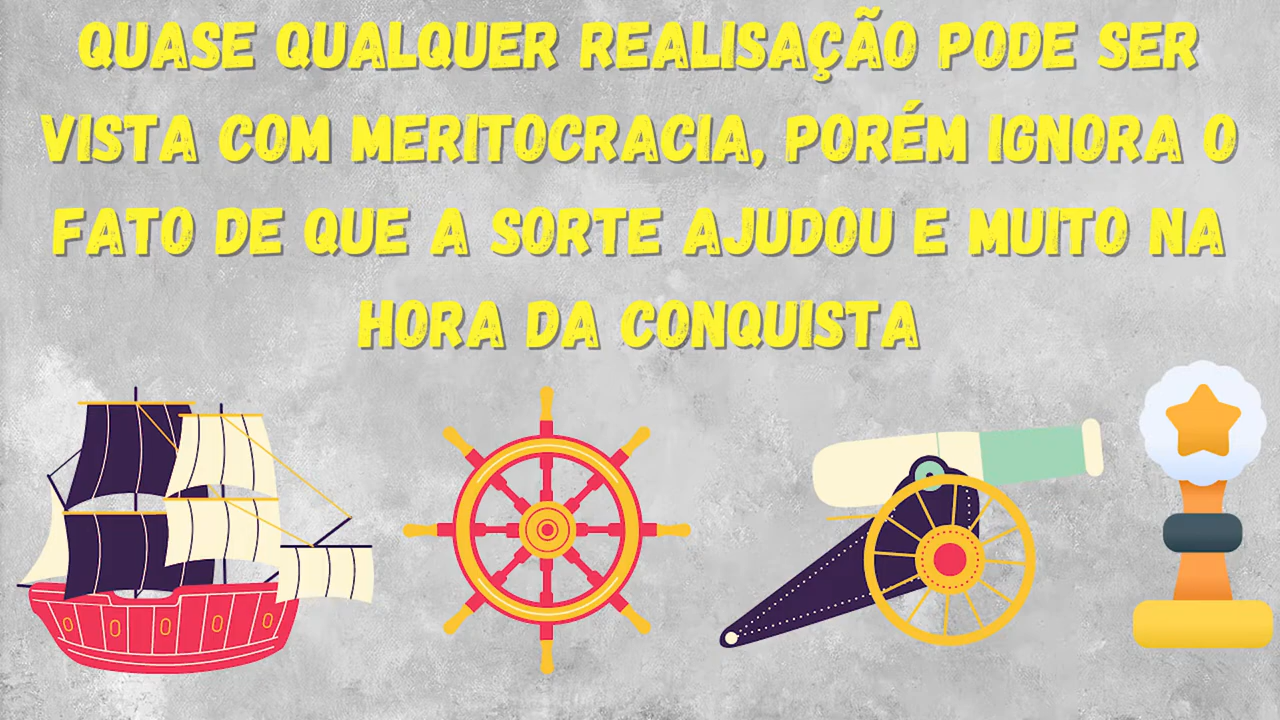 QUASE QUALQUER REALISAÇÃO PODE SER
VISTA COM MERITOCRACIA, PORÉM IGNORA O
FATO DE QUE A SORTE AJUDOU E MUITO NA
HORA DA CONQUISTA